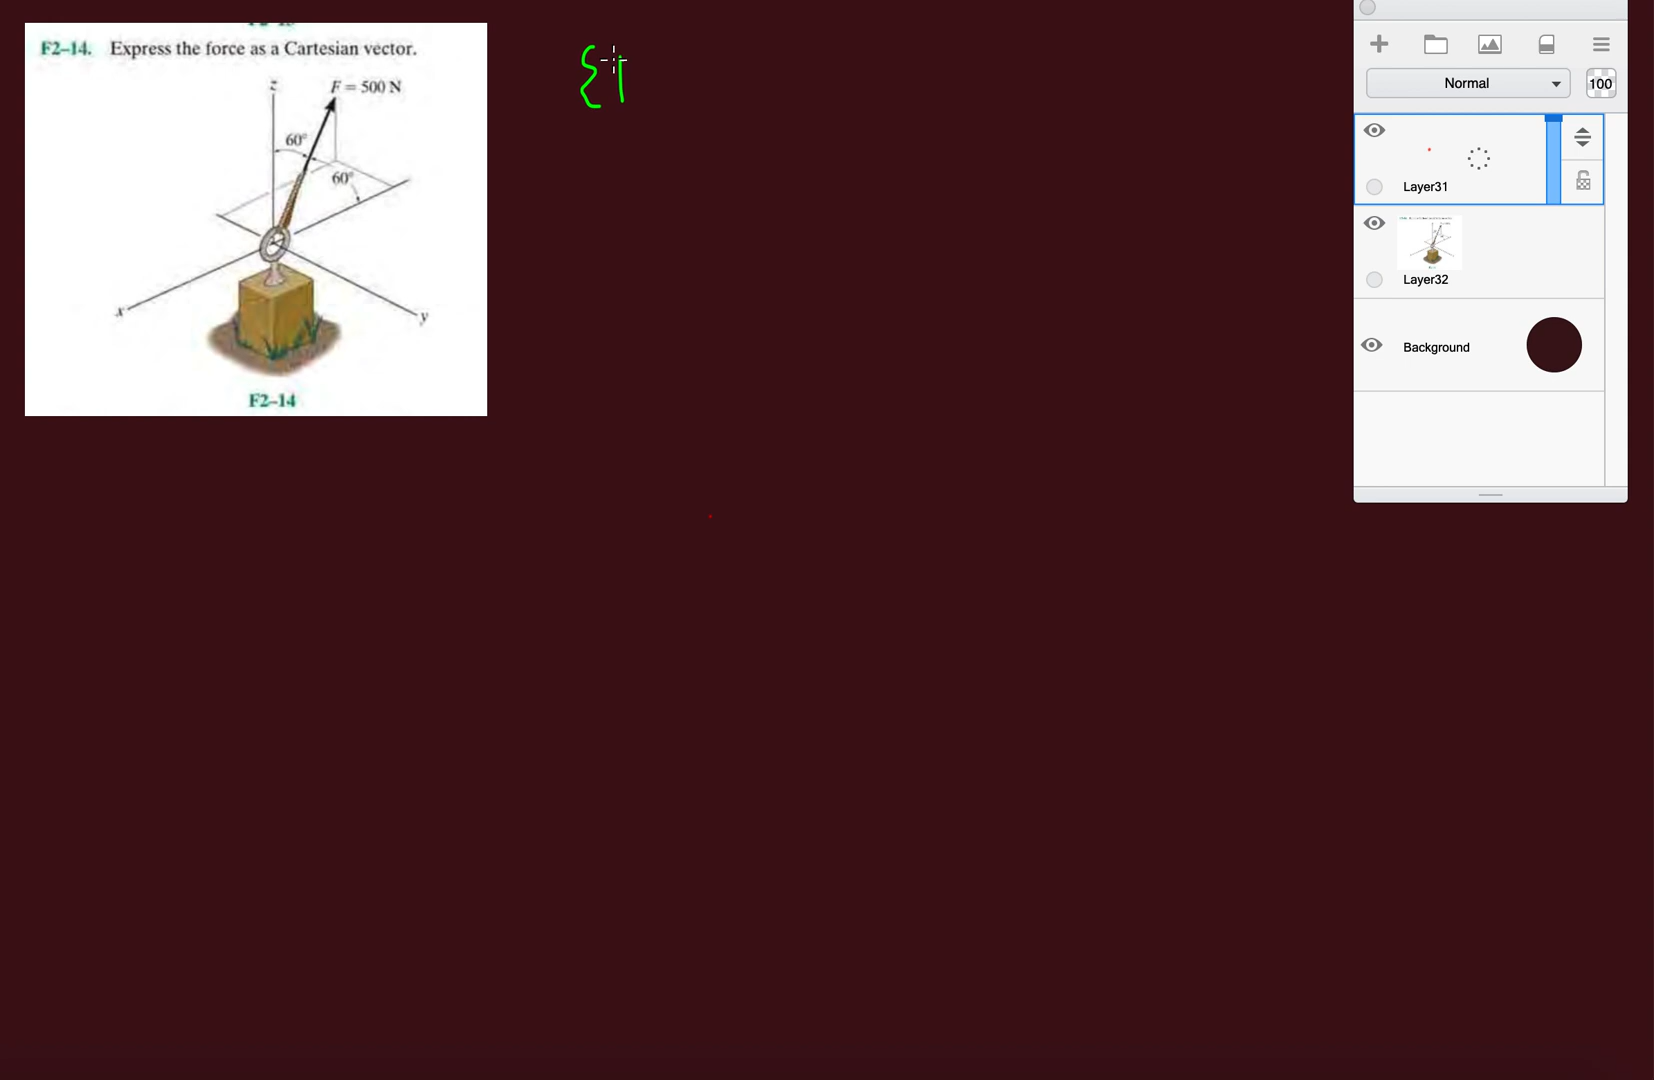 F2–14. Express the force as a Cartesian vector.
z
F = 500 N
60°
60°
x
y
F2–14
Normal
100
Layer31
Layer32
Background